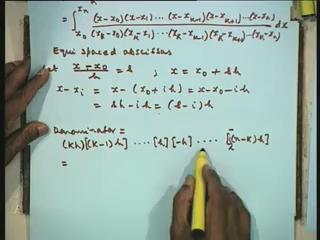 = ∫_{x_0}^{x_n} (x-x_0)(x-x_1)...(x-x_{k-1})(x-x_{k+1})...(x-x_n) / (x_k-x_0)(x_k-x_1)...(x_k-x_{k-1})(x_k-x_{k+1})...(x_k-x_n) dx
Equi spaced abscissas
(x-x_0)/h = s ; x = x_0 + sh
x-x_i = x-(x_0+ih) = x-x_0-ih
= sh-ih = (s-i)h
Denominator =
(kh)[(k-1)h] .... [h][-h] .... [-(n-k)h]
=